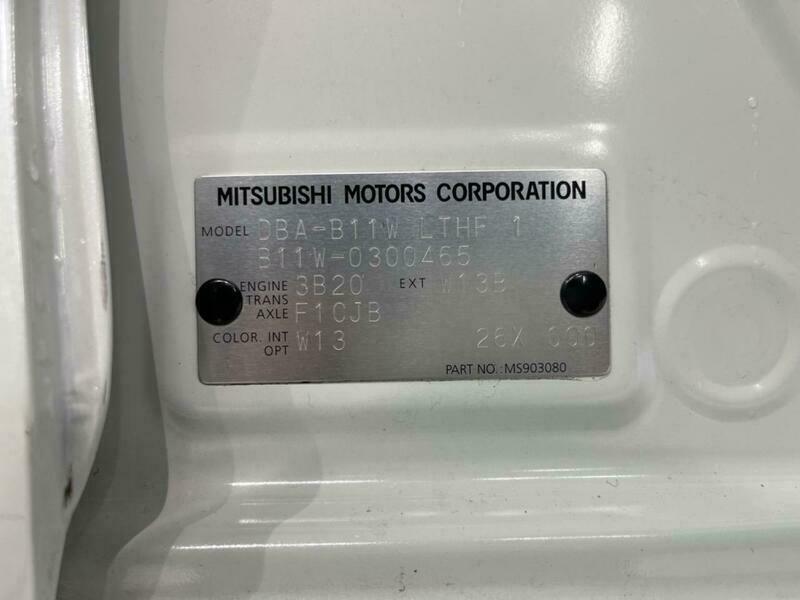 MITSUBISHI MOTORS CORPORATION
MODEL DBA-B11W LTHF 1
B11W-0300465
ENGINE 3B20 EXT W13B
TRANS AXLE F1CJB
COLOR. INT OPT W13 26X 000
PART NO.:MS903080